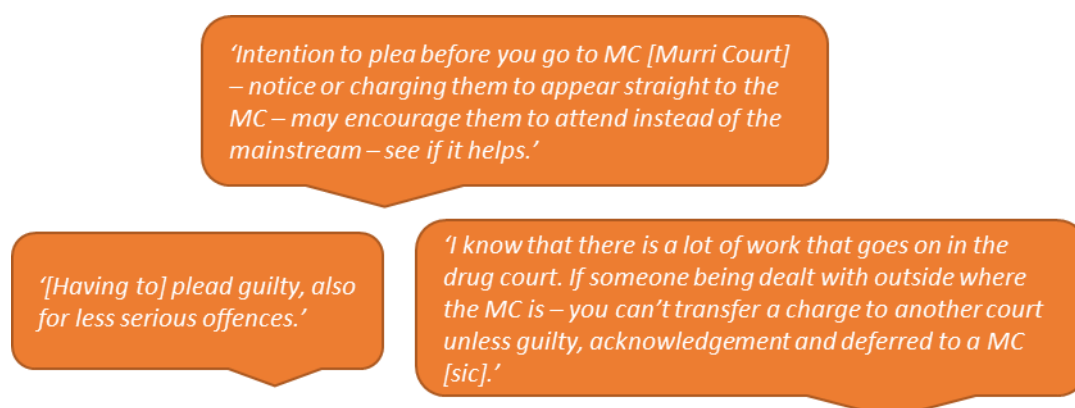 ‘Intention to plea before you go to MC [Murri Court]
– notice or charging them to appear straight to the
MC – may encourage them to attend instead of the
mainstream – see if it helps.’
‘[Having to] plead guilty, also
for less serious offences.’
‘I know that there is a lot of work that goes on in the
drug court. If someone being dealt with outside where
the MC is – you can’t transfer a charge to another court
unless guilty, acknowledgement and deferred to a MC
[sic].’